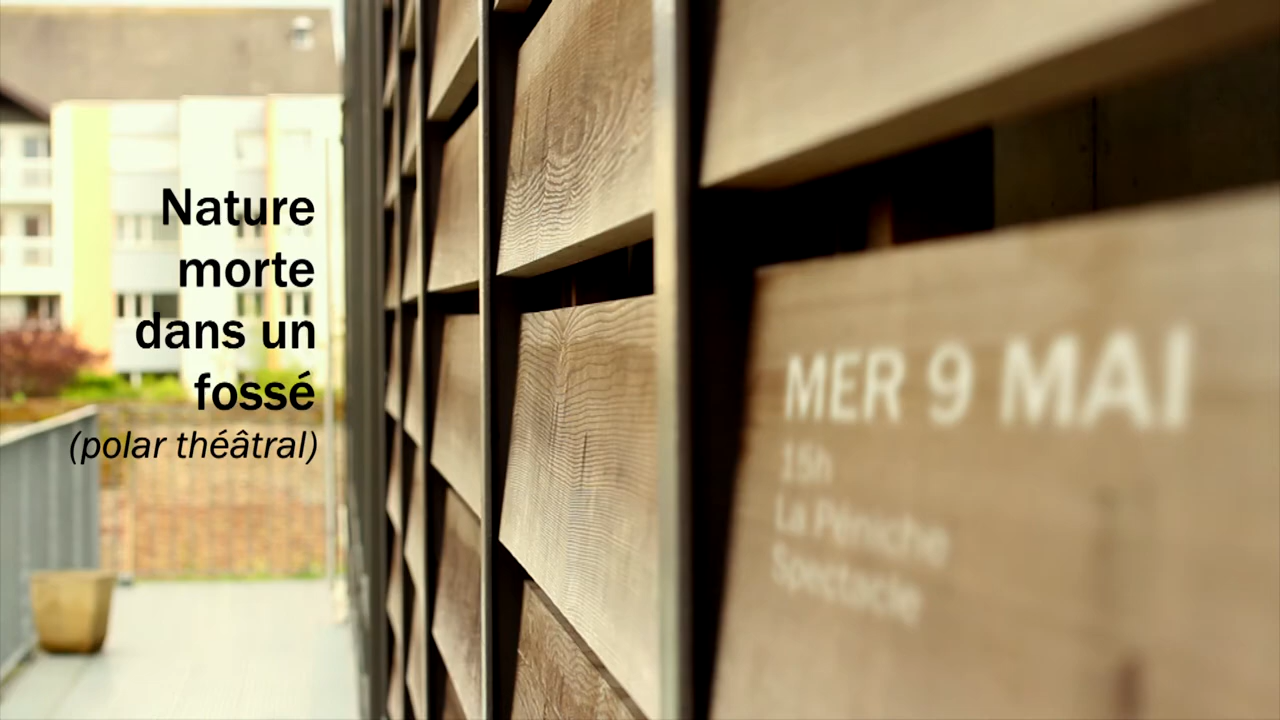 Nature
morte
dans un
fossé
(polar théâtral)
MER 9 MAI
15h
La Péniche
Spectacle